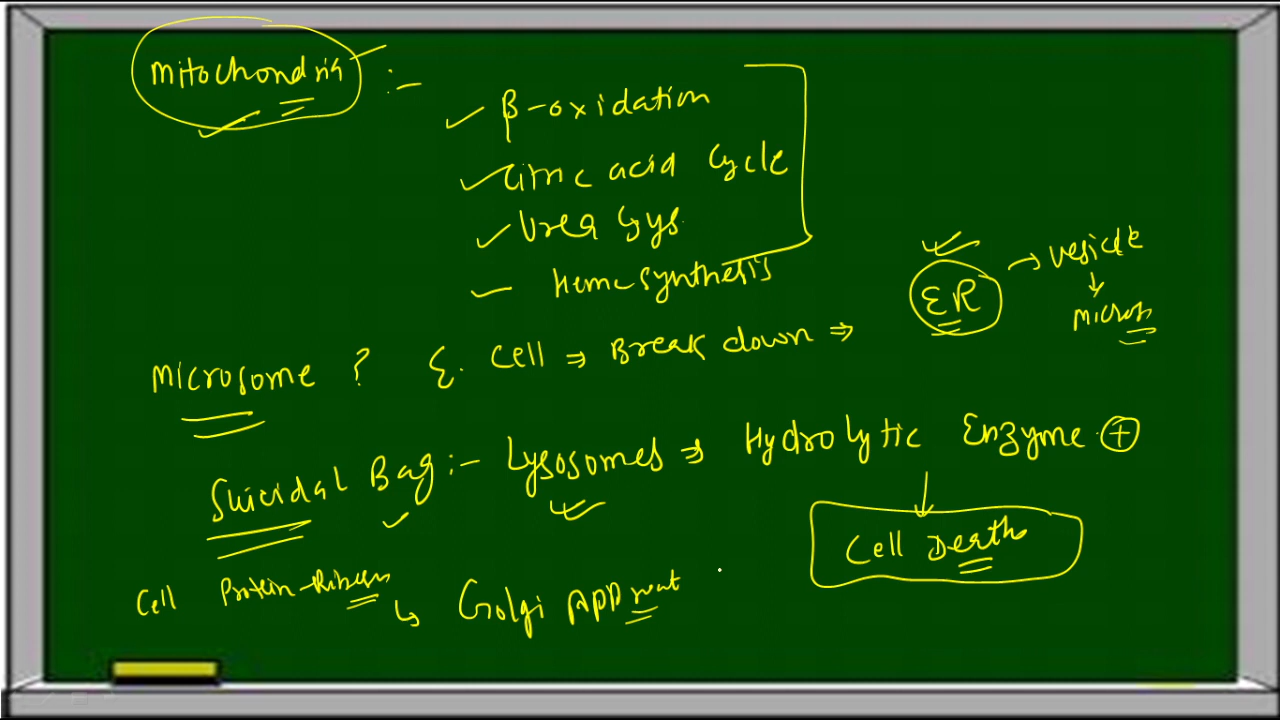 Mitochondria :-
β-oxidation
Citric acid Cycle
Urea Cys.
Heme synthesis
ER → vesicle
↓
Micros
Microsome ? E. Cell ⇒ Break down ⇒
Suicidal Bag :- Lysosomes ⇒ Hydrolytic Enzyme. +
↓
Cell Death
Cell Protein-
↳ Golgi